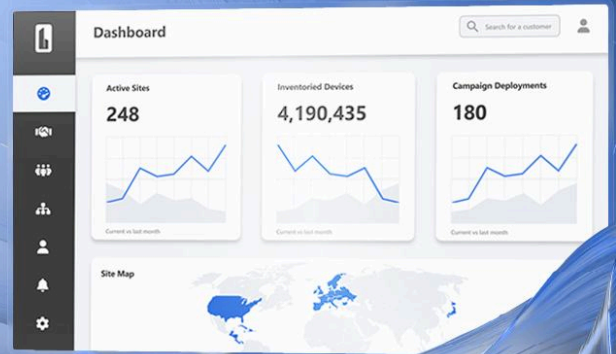 Dashboard
Search for a customer
Active Sites
248
Current vs last month
Inventoried Devices
4,190,435
Current vs last month
Campaign Deployments
180
Current vs last month
Site Map